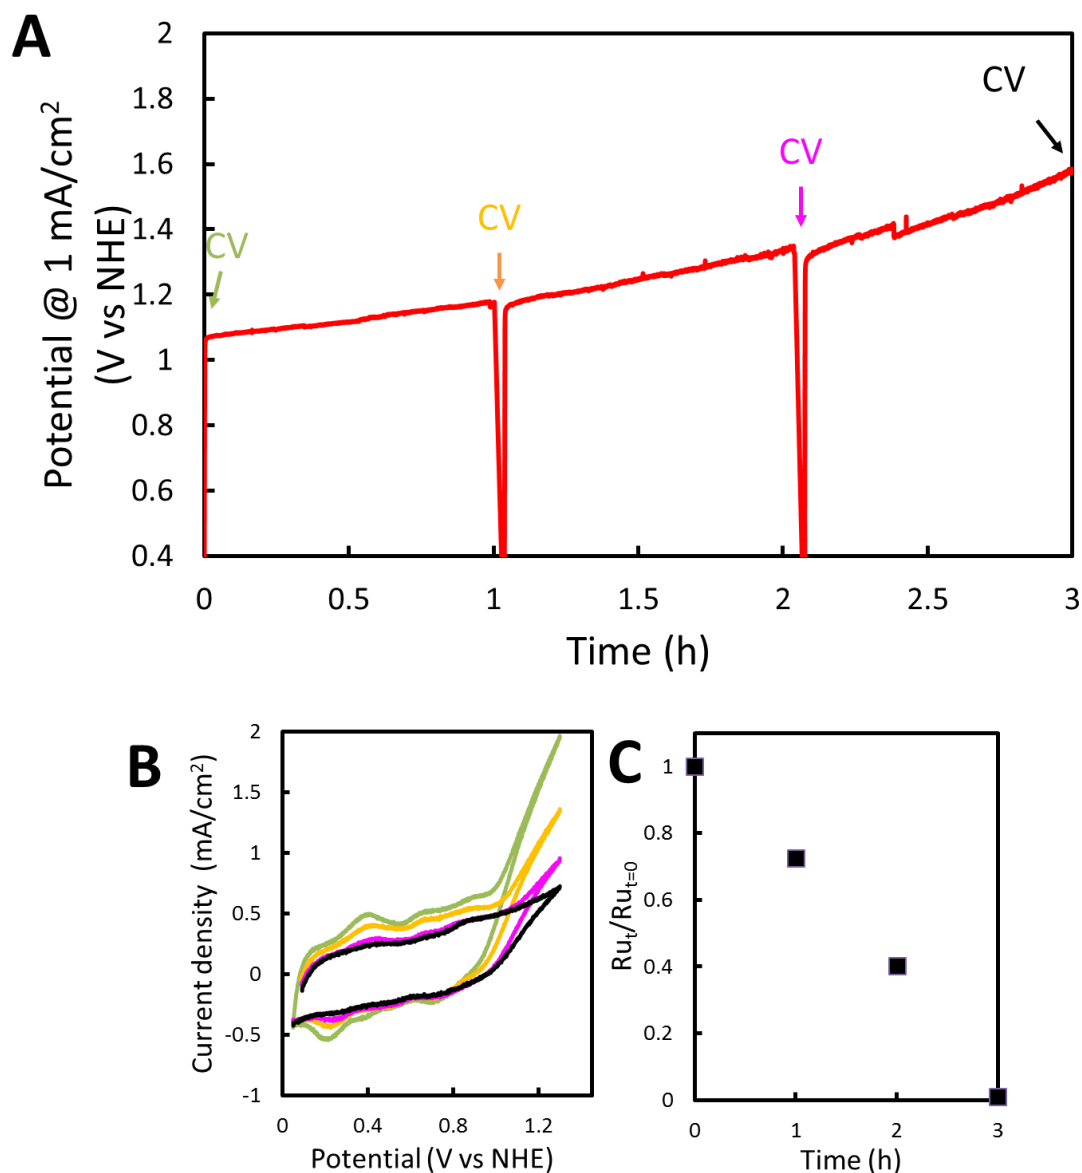 A
Potential @ 1 mA/cm²
(V vs NHE)
2
1.8
1.6
1.4
1.2
1
0.8
0.6
0.4
CV
CV
CV
CV
0
0.5
1
1.5
2
2.5
3
Time (h)
B
Current density (mA/cm²)
2
1.5
1
0.5
0
-0.5
-1
0
0.4
0.8
1.2
Potential (V vs NHE)
C
Ruₜ/Ruₜ₌₀
1
0.8
0.6
0.4
0.2
0
0
1
2
3
Time (h)